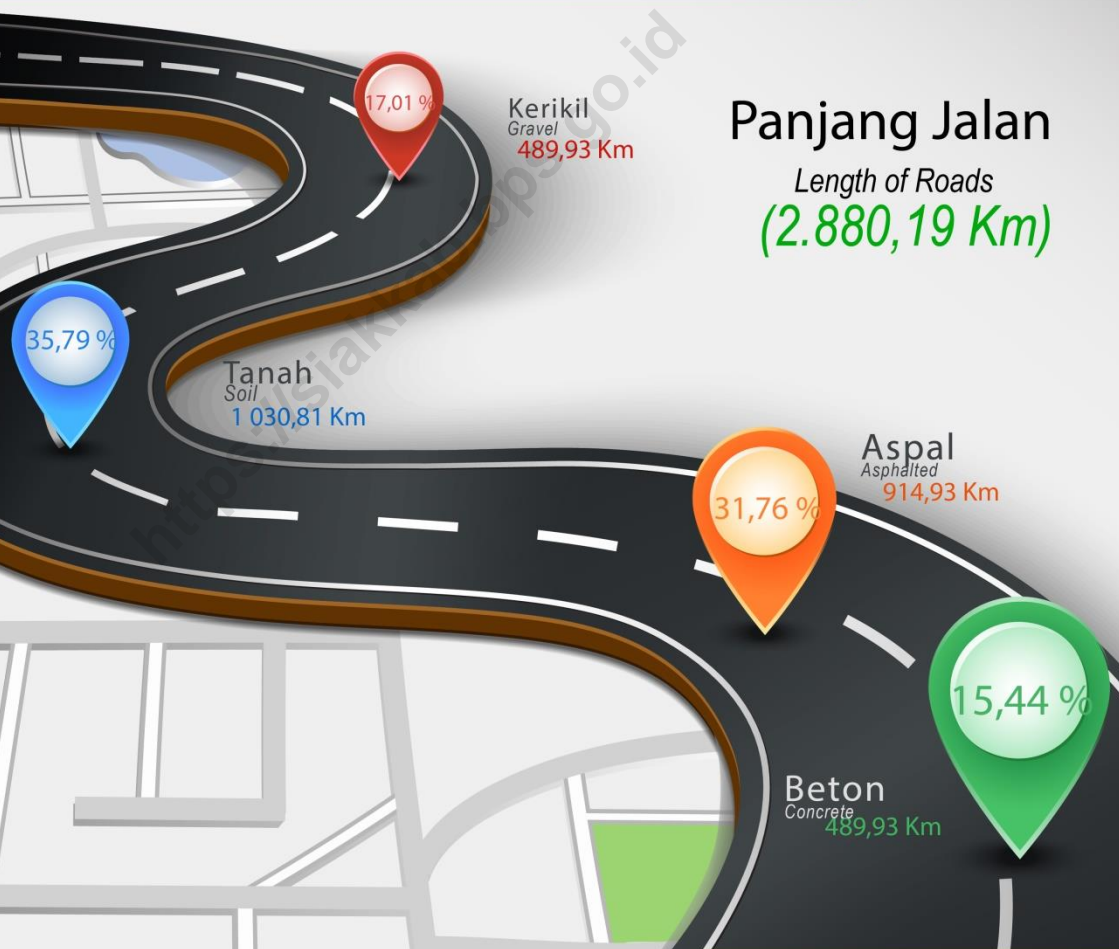 17,01 %
Kerikil
Gravel
489,93 Km
Panjang Jalan
Length of Roads
(2.880,19 Km)
35,79 %
Tanah
Soil
1 030,81 Km
31,76 %
Aspal
Asphalted
914,93 Km
15,44 %
Beton
Concrete
489,93 Km